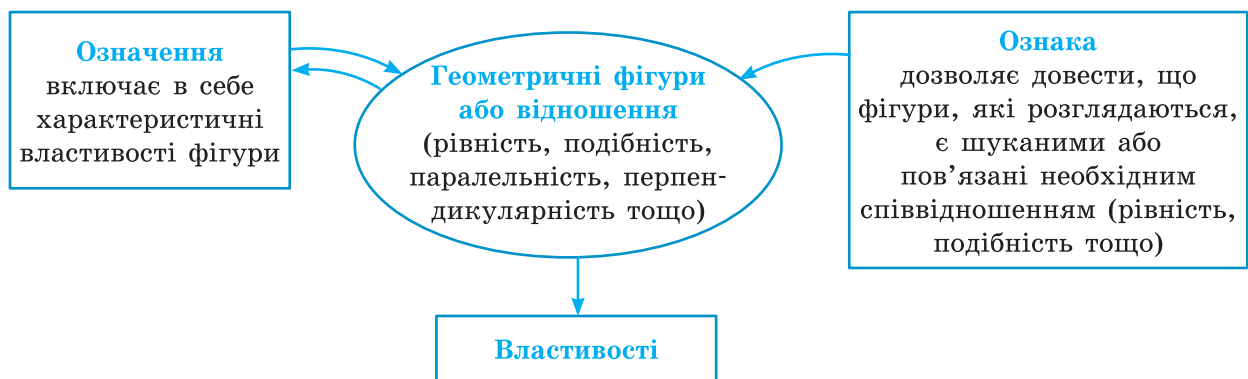 Означення
включає в себе
характеристичні
властивості фігури
Геометричні фігури
або відношення
(рівність, подібність,
паралельність, перпен-
дикулярність тощо)
Ознака
дозволяє довести, що
фігури, які розглядаються,
є шуканими або
пов’язані необхідним
співвідношенням (рівність,
подібність тощо)
Властивості